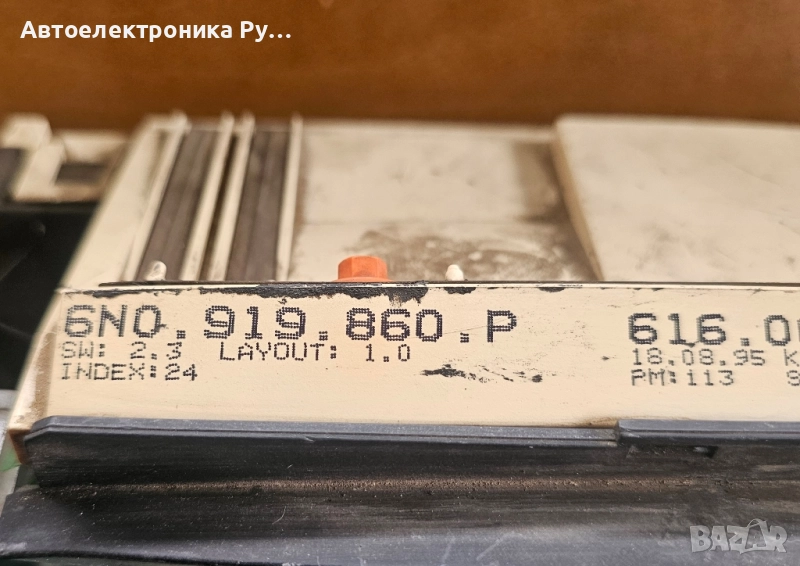 Автоелектроника Ру...
6N0.919.860.P
SW: 2.3 LAYOUT: 1.0
INDEX:24
616.0
18.08.95 K
PM:113
BAZAR